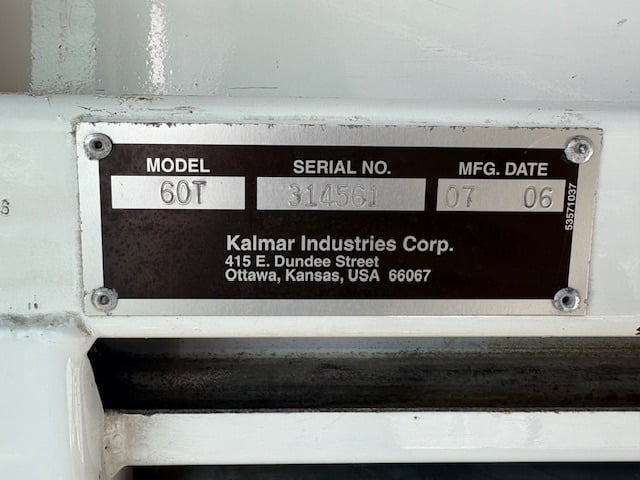 MODEL SERIAL NO. MFG. DATE
60T 314561 07 06
53571037
Kalmar Industries Corp.
415 E. Dundee Street
Ottawa, Kansas, USA 66067